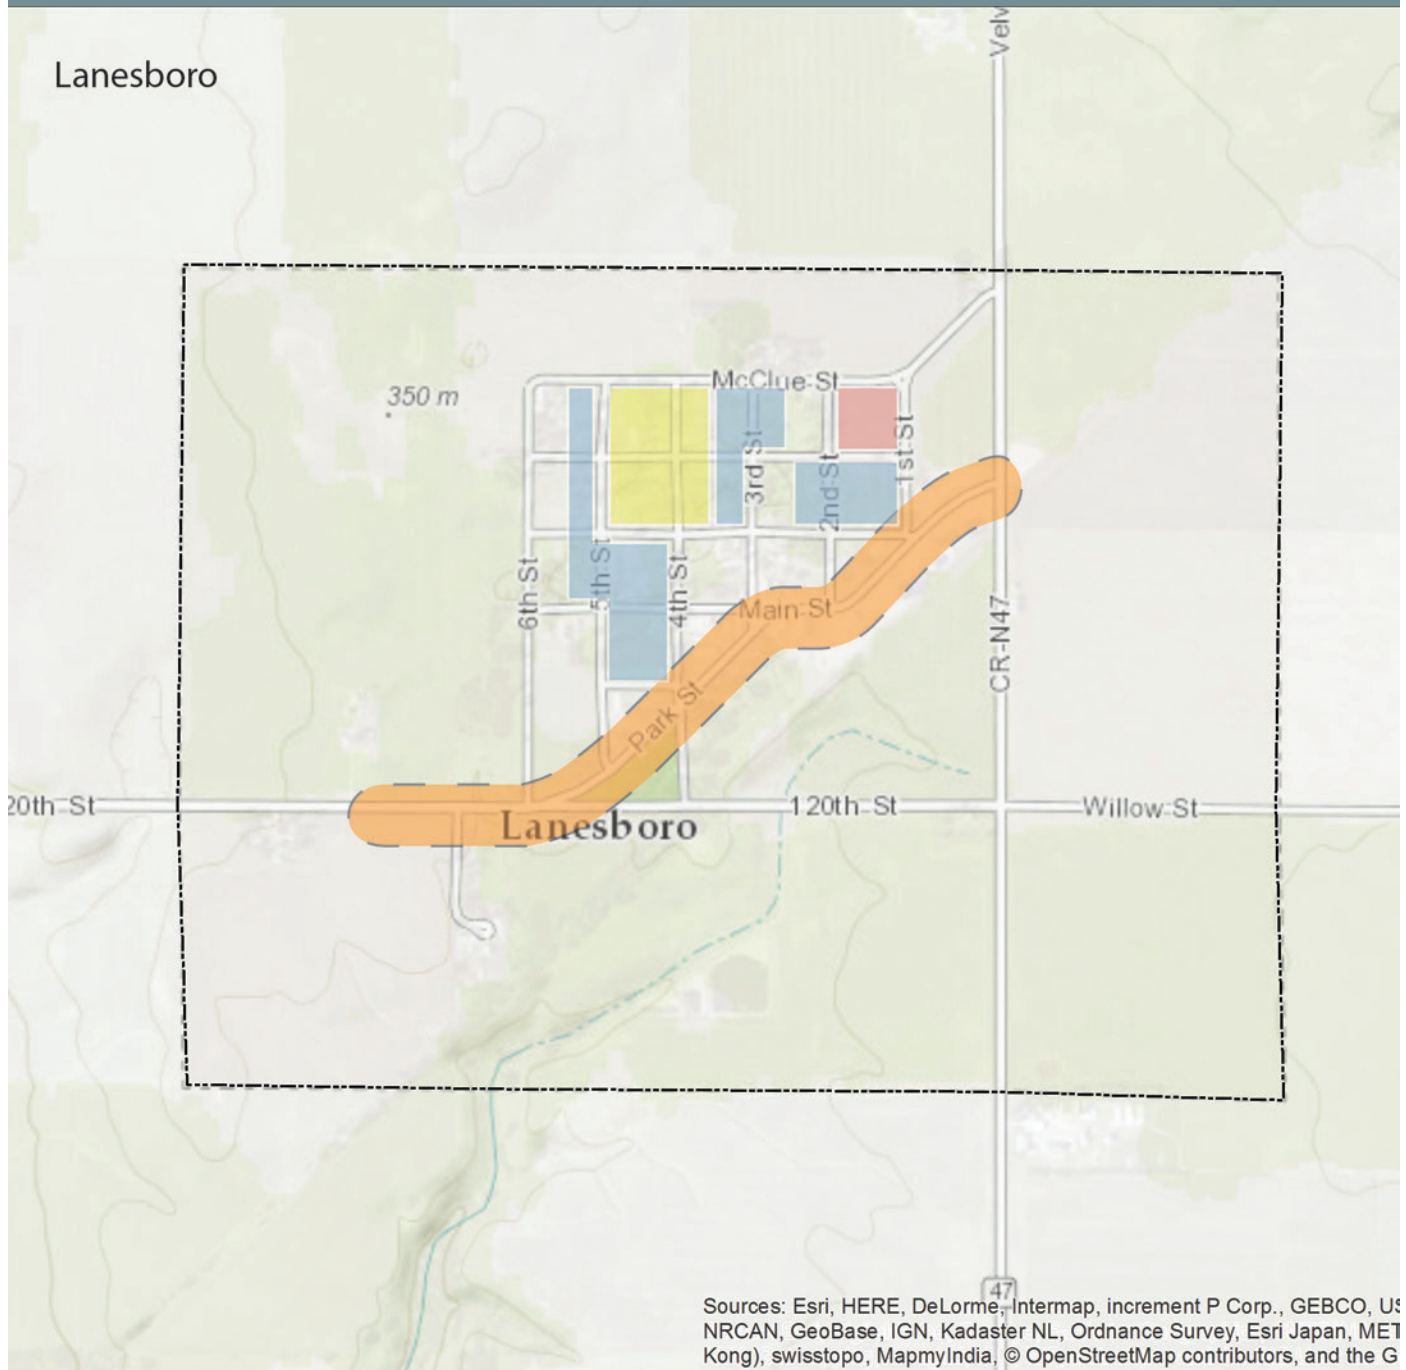 Velv
Lanesboro
McClue St
350 m
1st St
3rd St
2nd St
5th St
4th St
6th St
Main St
CR-N47
Park St
20th St
120th St
Willow St
Lanesboro
47
Sources: Esri, HERE, DeLorme, Intermap, increment P Corp., GEBCO, US
NRCAN, GeoBase, IGN, Kadaster NL, Ordnance Survey, Esri Japan, MET
Kong), swisstopo, MapmyIndia, © OpenStreetMap contributors, and the G